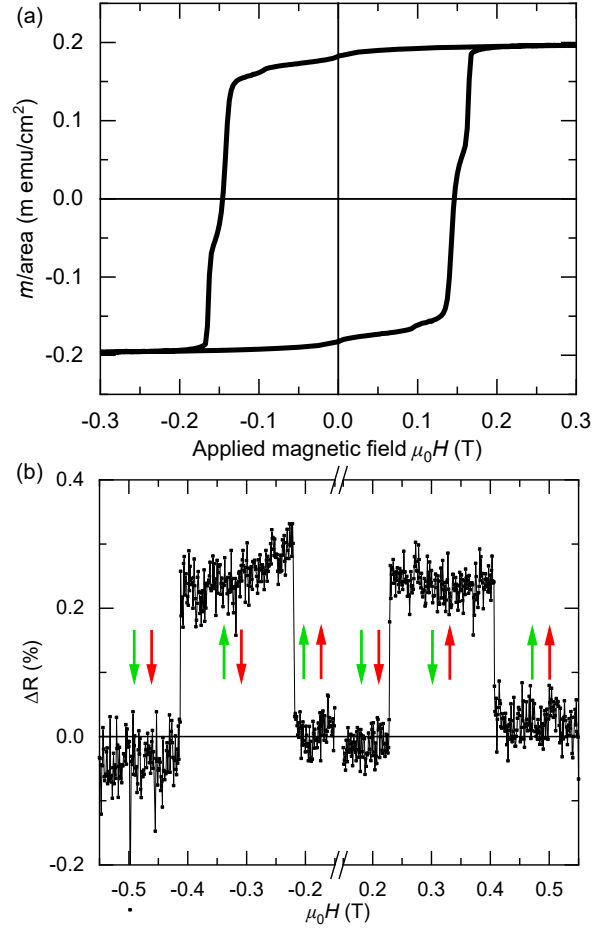 (a)
0.2
0.1
0.0
-0.1
-0.2
m/area (m emu/cm²)
-0.3 -0.2 -0.1 0.0 0.1 0.2 0.3
Applied magnetic field μ₀H (T)
(b)
0.4
0.2
0.0
-0.2
ΔR (%)
-0.5 -0.4 -0.3 -0.2 0.2 0.3 0.4 0.5
μ₀H (T)